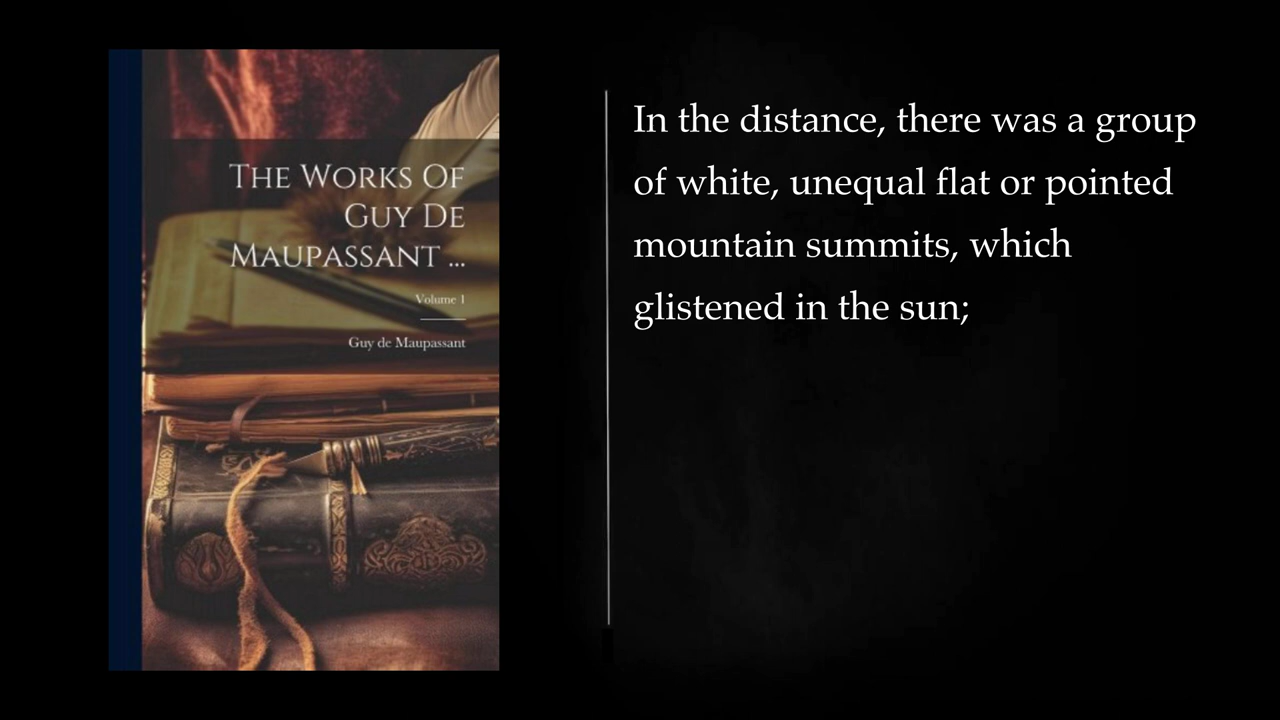 The Works Of
Guy De
Maupassant ...
Volume 1
Guy de Maupassant
In the distance, there was a group
of white, unequal flat or pointed
mountain summits, which
glistened in the sun;